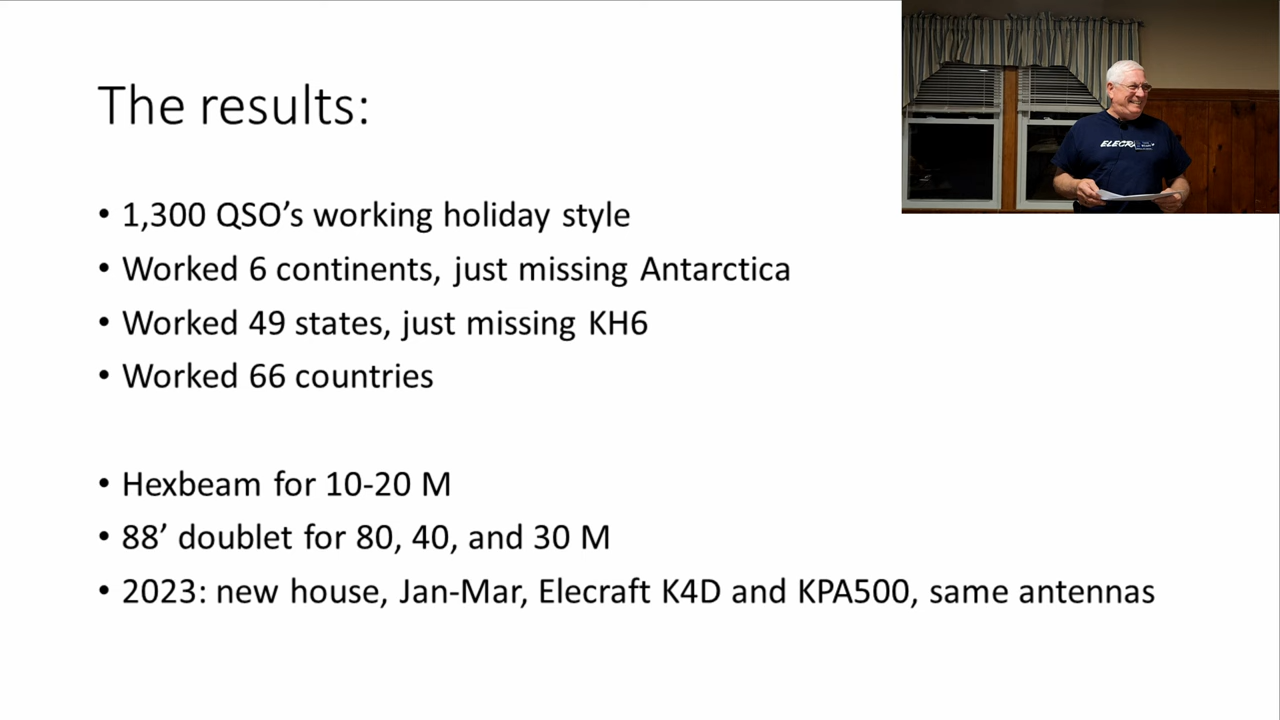 The results:
• 1,300 QSO’s working holiday style
• Worked 6 continents, just missing Antarctica
• Worked 49 states, just missing KH6
• Worked 66 countries
• Hexbeam for 10-20 M
• 88’ doublet for 80, 40, and 30 M
• 2023: new house, Jan-Mar, Elecraft K4D and KPA500, same antennas